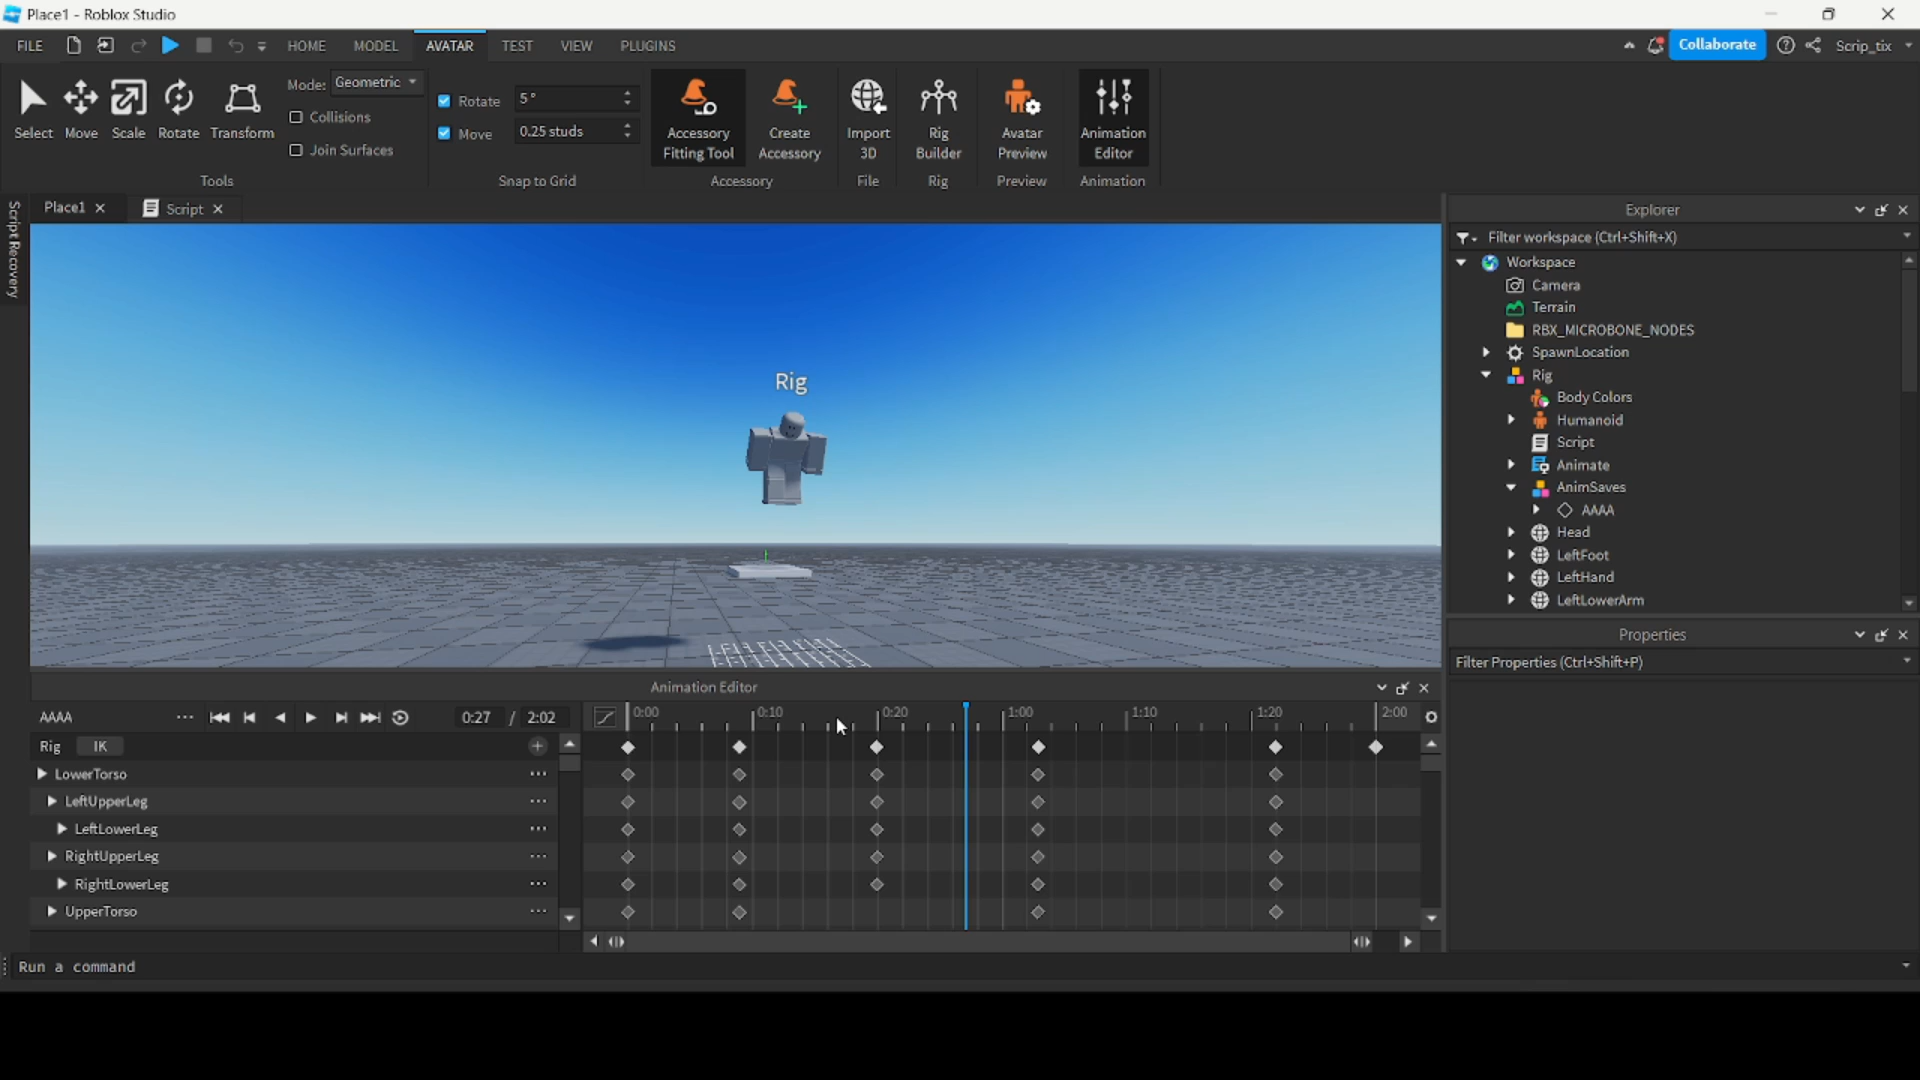 Place1 - Roblox Studio
FILE HOME MODEL AVATAR TEST VIEW PLUGINS Collaborate Scrip_tix
Select Move Scale Rotate Transform
Mode: Geometric
Collisions
Join Surfaces
Tools
Rotate 5°
Move 0.25 studs
Snap to Grid
Accessory Fitting Tool
Create Accessory
Accessory
Import 3D
File
Rig Builder
Rig
Avatar Preview
Preview
Animation Editor
Animation
Script Recovery
Place1
Script
Rig
Explorer
Filter workspace (Ctrl+Shift+X)
Workspace
Camera
Terrain
RBX_MICROBONE_NODES
SpawnLocation
Rig
Body Colors
Humanoid
Script
Animate
AnimSaves
AAAA
Head
LeftFoot
LeftHand
LeftLowerArm
Properties
Filter Properties (Ctrl+Shift+P)
Animation Editor
AAAA ... 0:27 / 2:02 0:00 0:10 0:20 1:00 1:10 1:20 2:00
Rig IK
LowerTorso ...
LeftUpperLeg ...
LeftLowerLeg ...
RightUpperLeg ...
RightLowerLeg ...
UpperTorso ...
Run a command